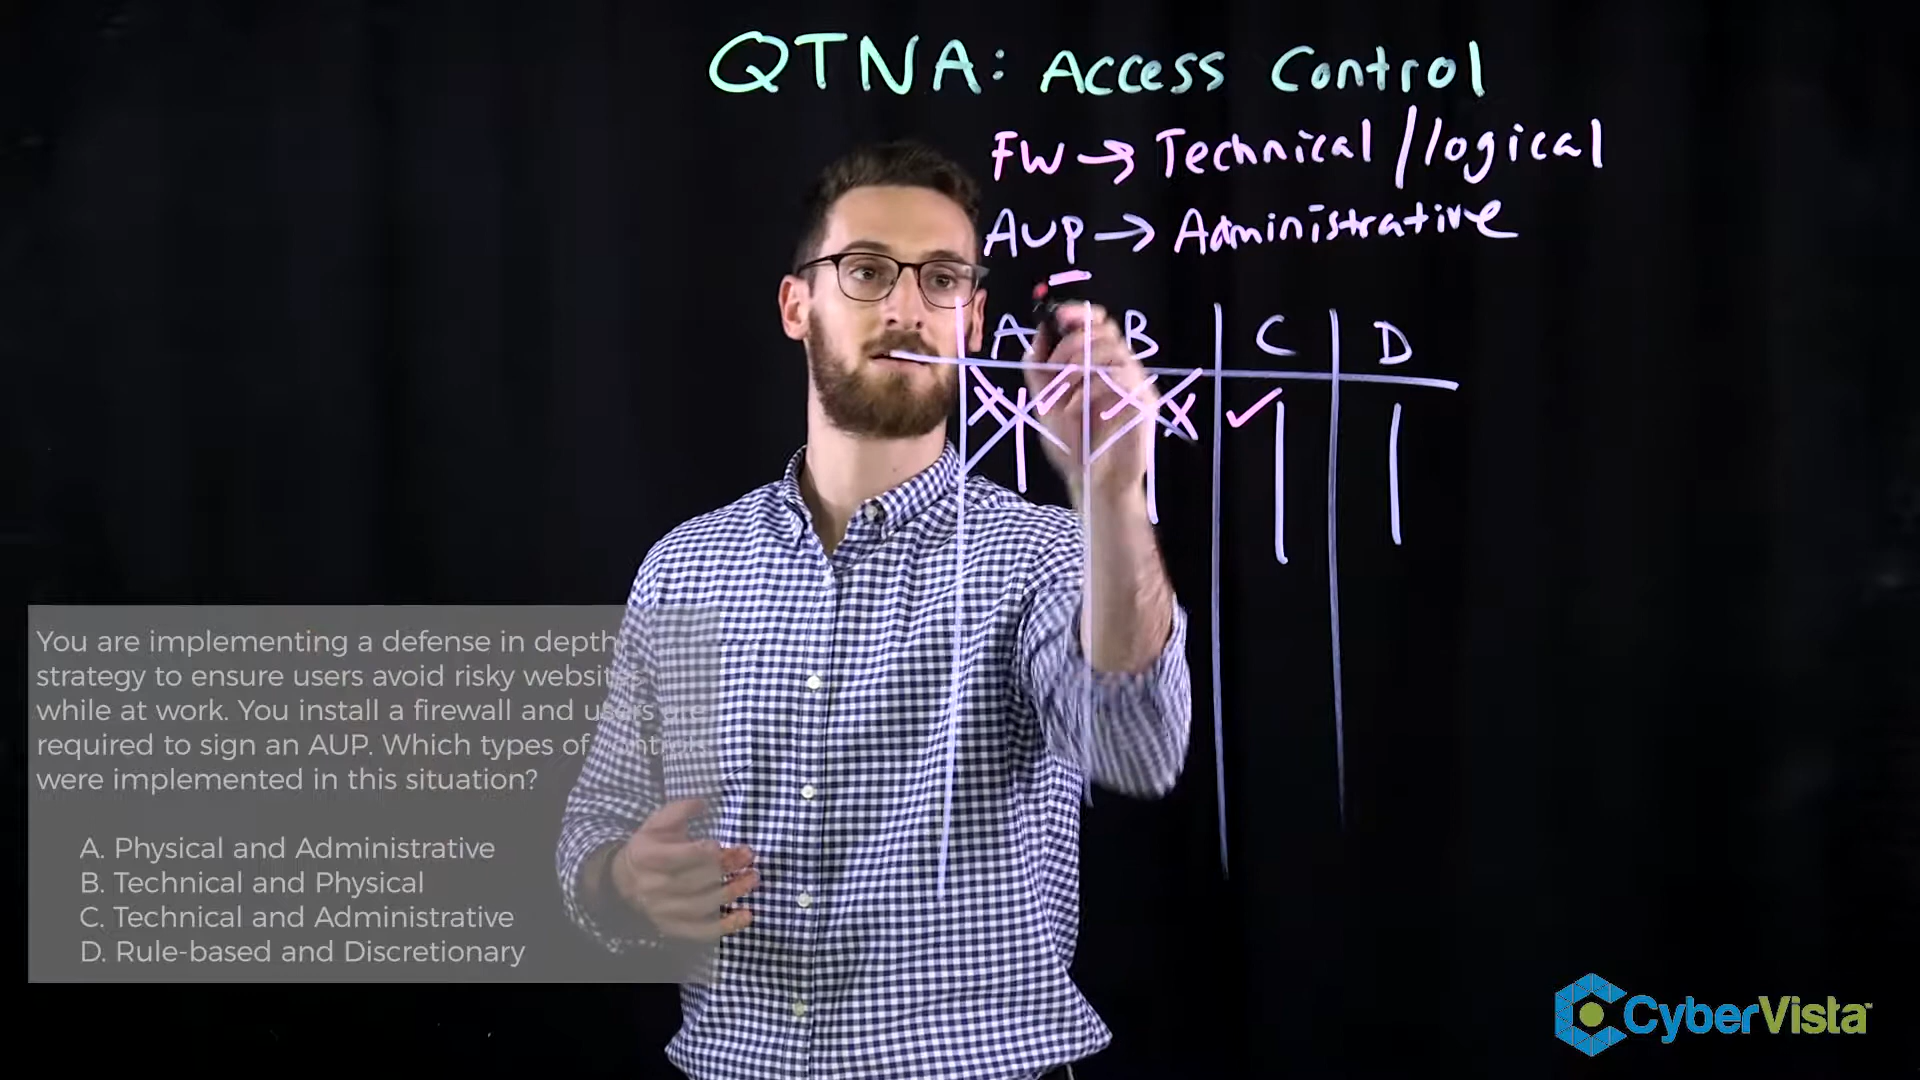 QTNA: Access Control
FW → Technical / logical
AUP → Administrative
A B C D
You are implementing a defense in depth
strategy to ensure users avoid risky websites
while at work. You install a firewall and users are
required to sign an AUP. Which types of controls
were implemented in this situation?
A. Physical and Administrative
B. Technical and Physical
C. Technical and Administrative
D. Rule-based and Discretionary
CyberVista™